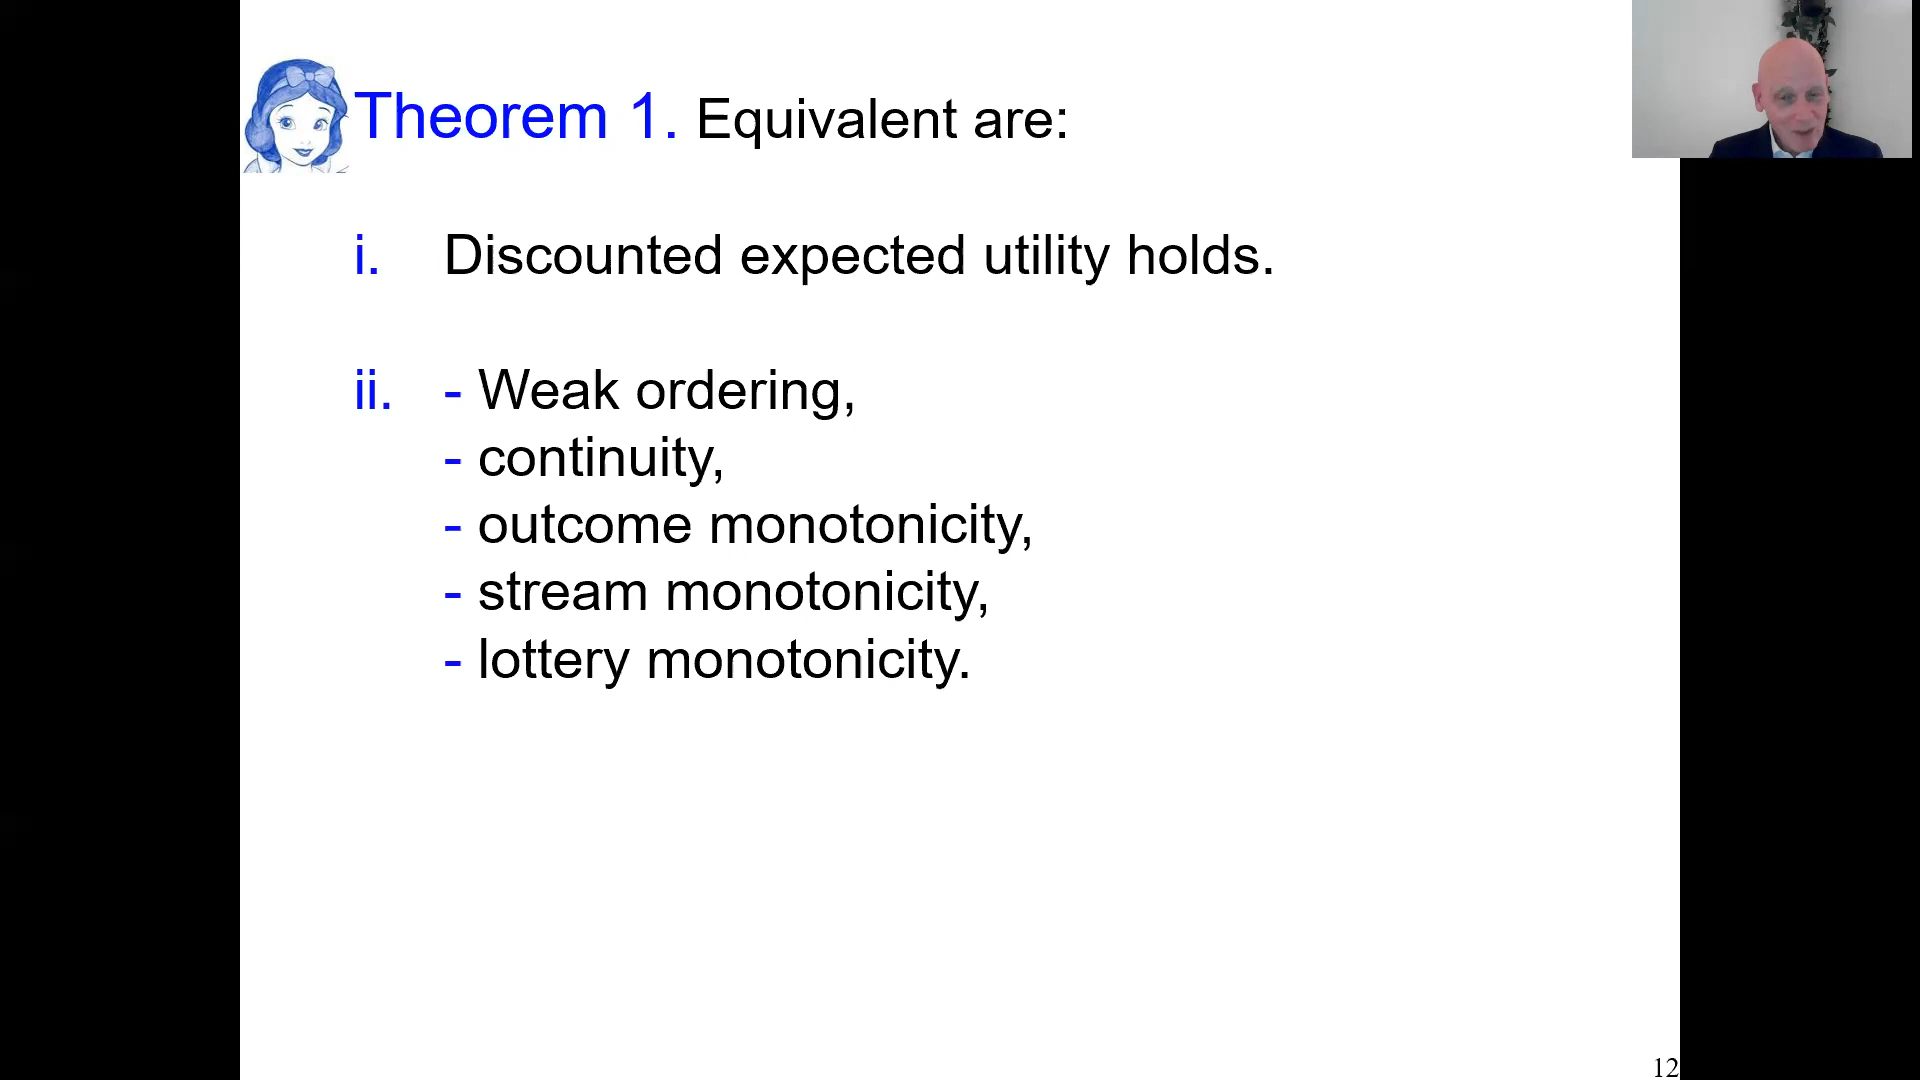 Theorem 1. Equivalent are:
i. Discounted expected utility holds.
ii. - Weak ordering,
- continuity,
- outcome monotonicity,
- stream monotonicity,
- lottery monotonicity.
12